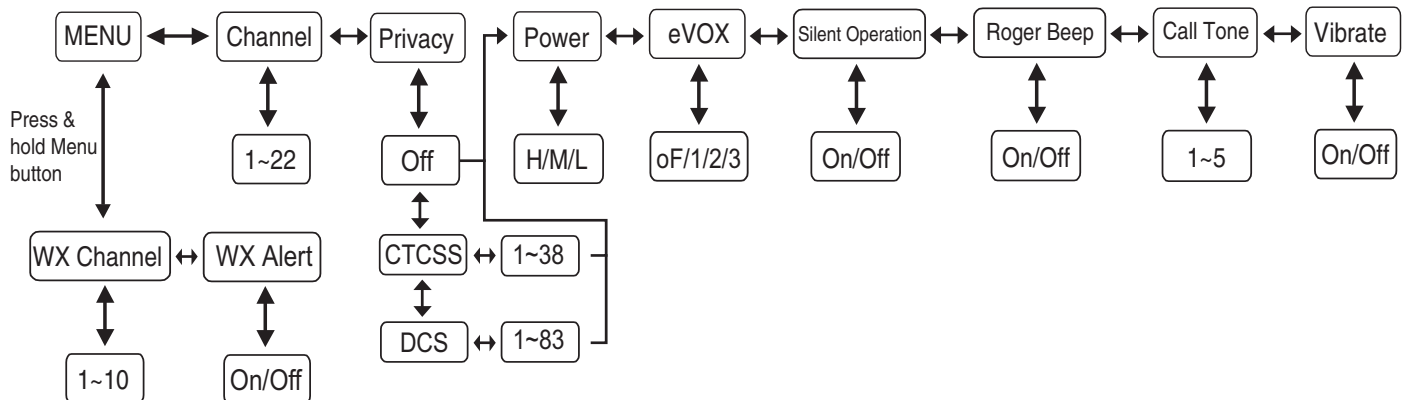 MENU
Channel
Privacy
Power
eVOX
Silent Operation
Roger Beep
Call Tone
Vibrate
Press &
hold Menu
button
1~22
Off
H/M/L
oF/1/2/3
On/Off
On/Off
1~5
On/Off
WX Channel
WX Alert
CTCSS
1~38
DCS
1~83
1~10
On/Off